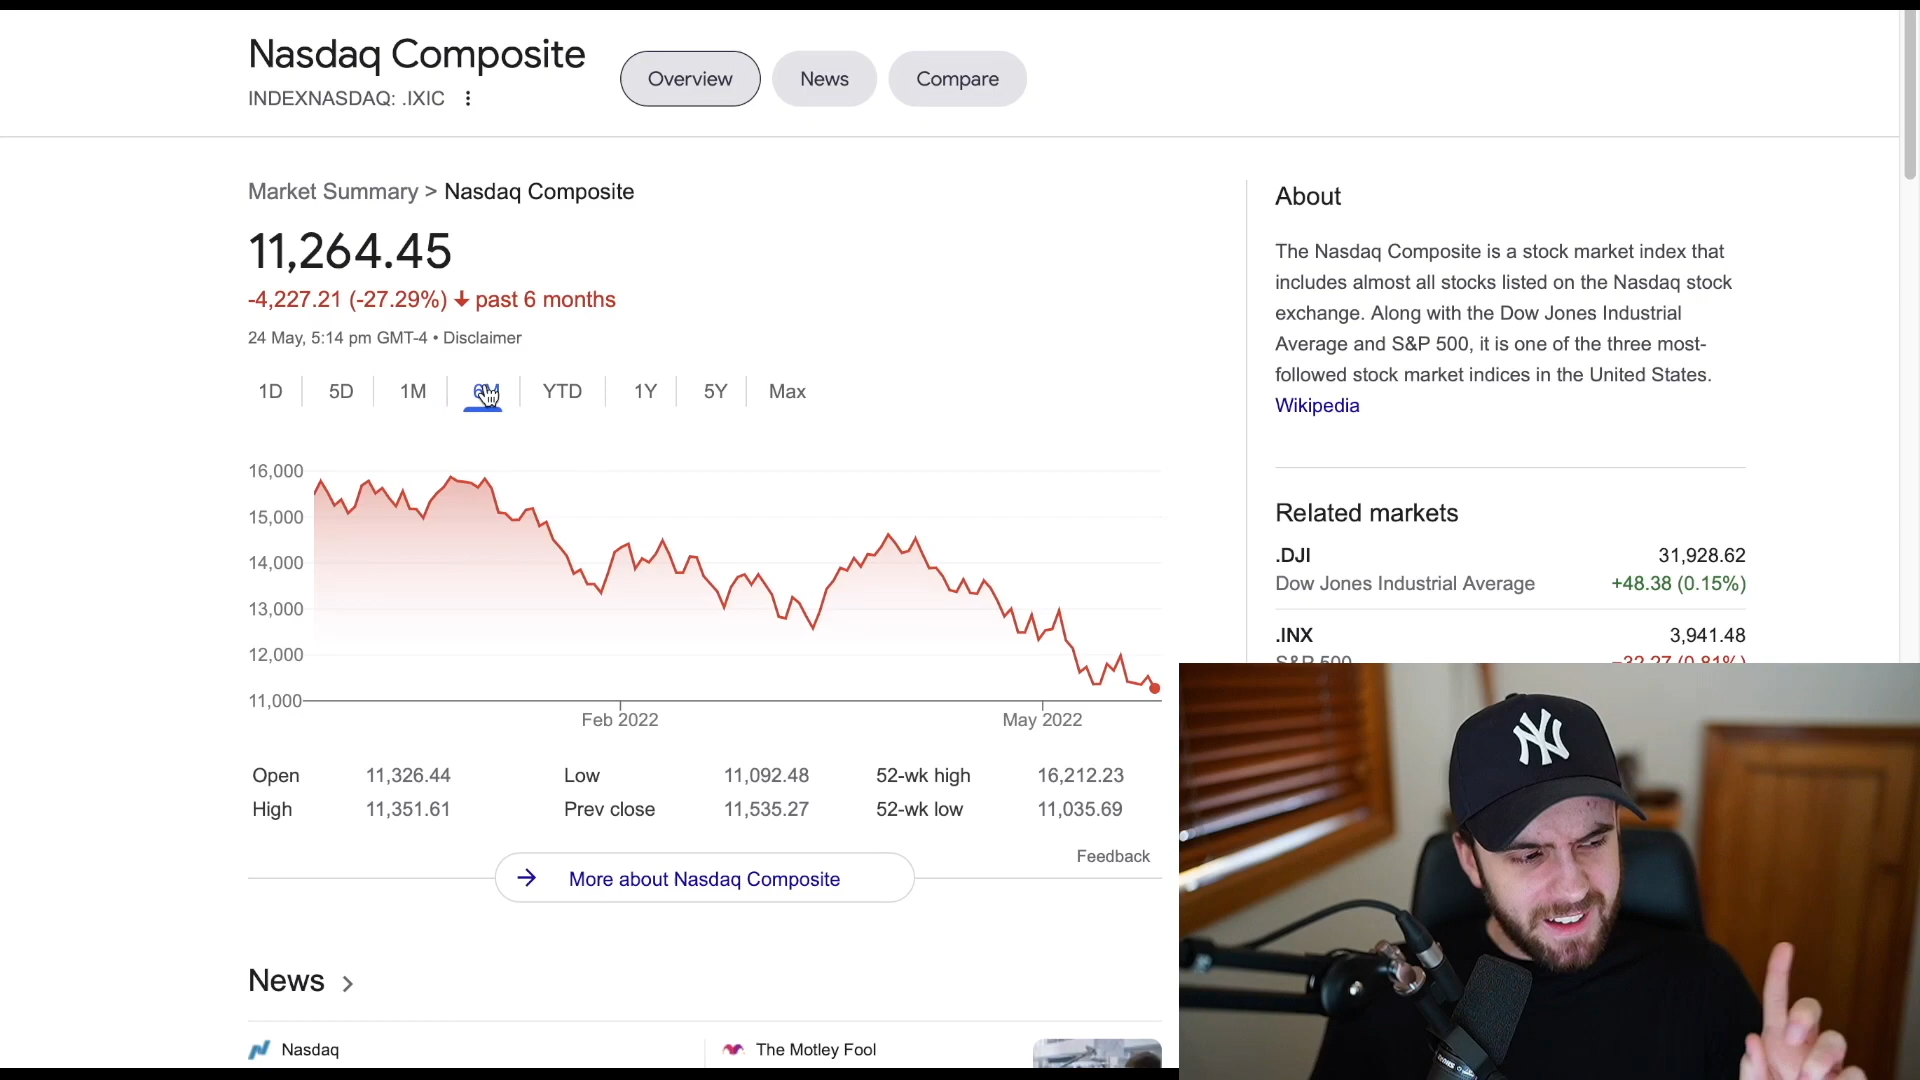 Nasdaq Composite
INDEXNASDAQ: .IXIC
Overview
News
Compare
Market Summary > Nasdaq Composite
11,264.45
-4,227.21 (-27.29%) past 6 months
24 May, 5:14 pm GMT-4 • Disclaimer
1D 5D 1M YTD 1Y 5Y Max
16,000
15,000
14,000
13,000
12,000
11,000
Feb 2022 May 2022
Open 11,326.44 Low 11,092.48 52-wk high 16,212.23
High 11,351.61 Prev close 11,535.27 52-wk low 11,035.69
Feedback
More about Nasdaq Composite
News
Nasdaq
The Motley Fool
About
The Nasdaq Composite is a stock market index that
includes almost all stocks listed on the Nasdaq stock
exchange. Along with the Dow Jones Industrial
Average and S&P 500, it is one of the three most-
followed stock market indices in the United States.
Wikipedia
Related markets
.DJI 31,928.62
Dow Jones Industrial Average +48.38 (0.15%)
.INX 3,941.48
S&P 500 −32.27 (0.81%)
NY